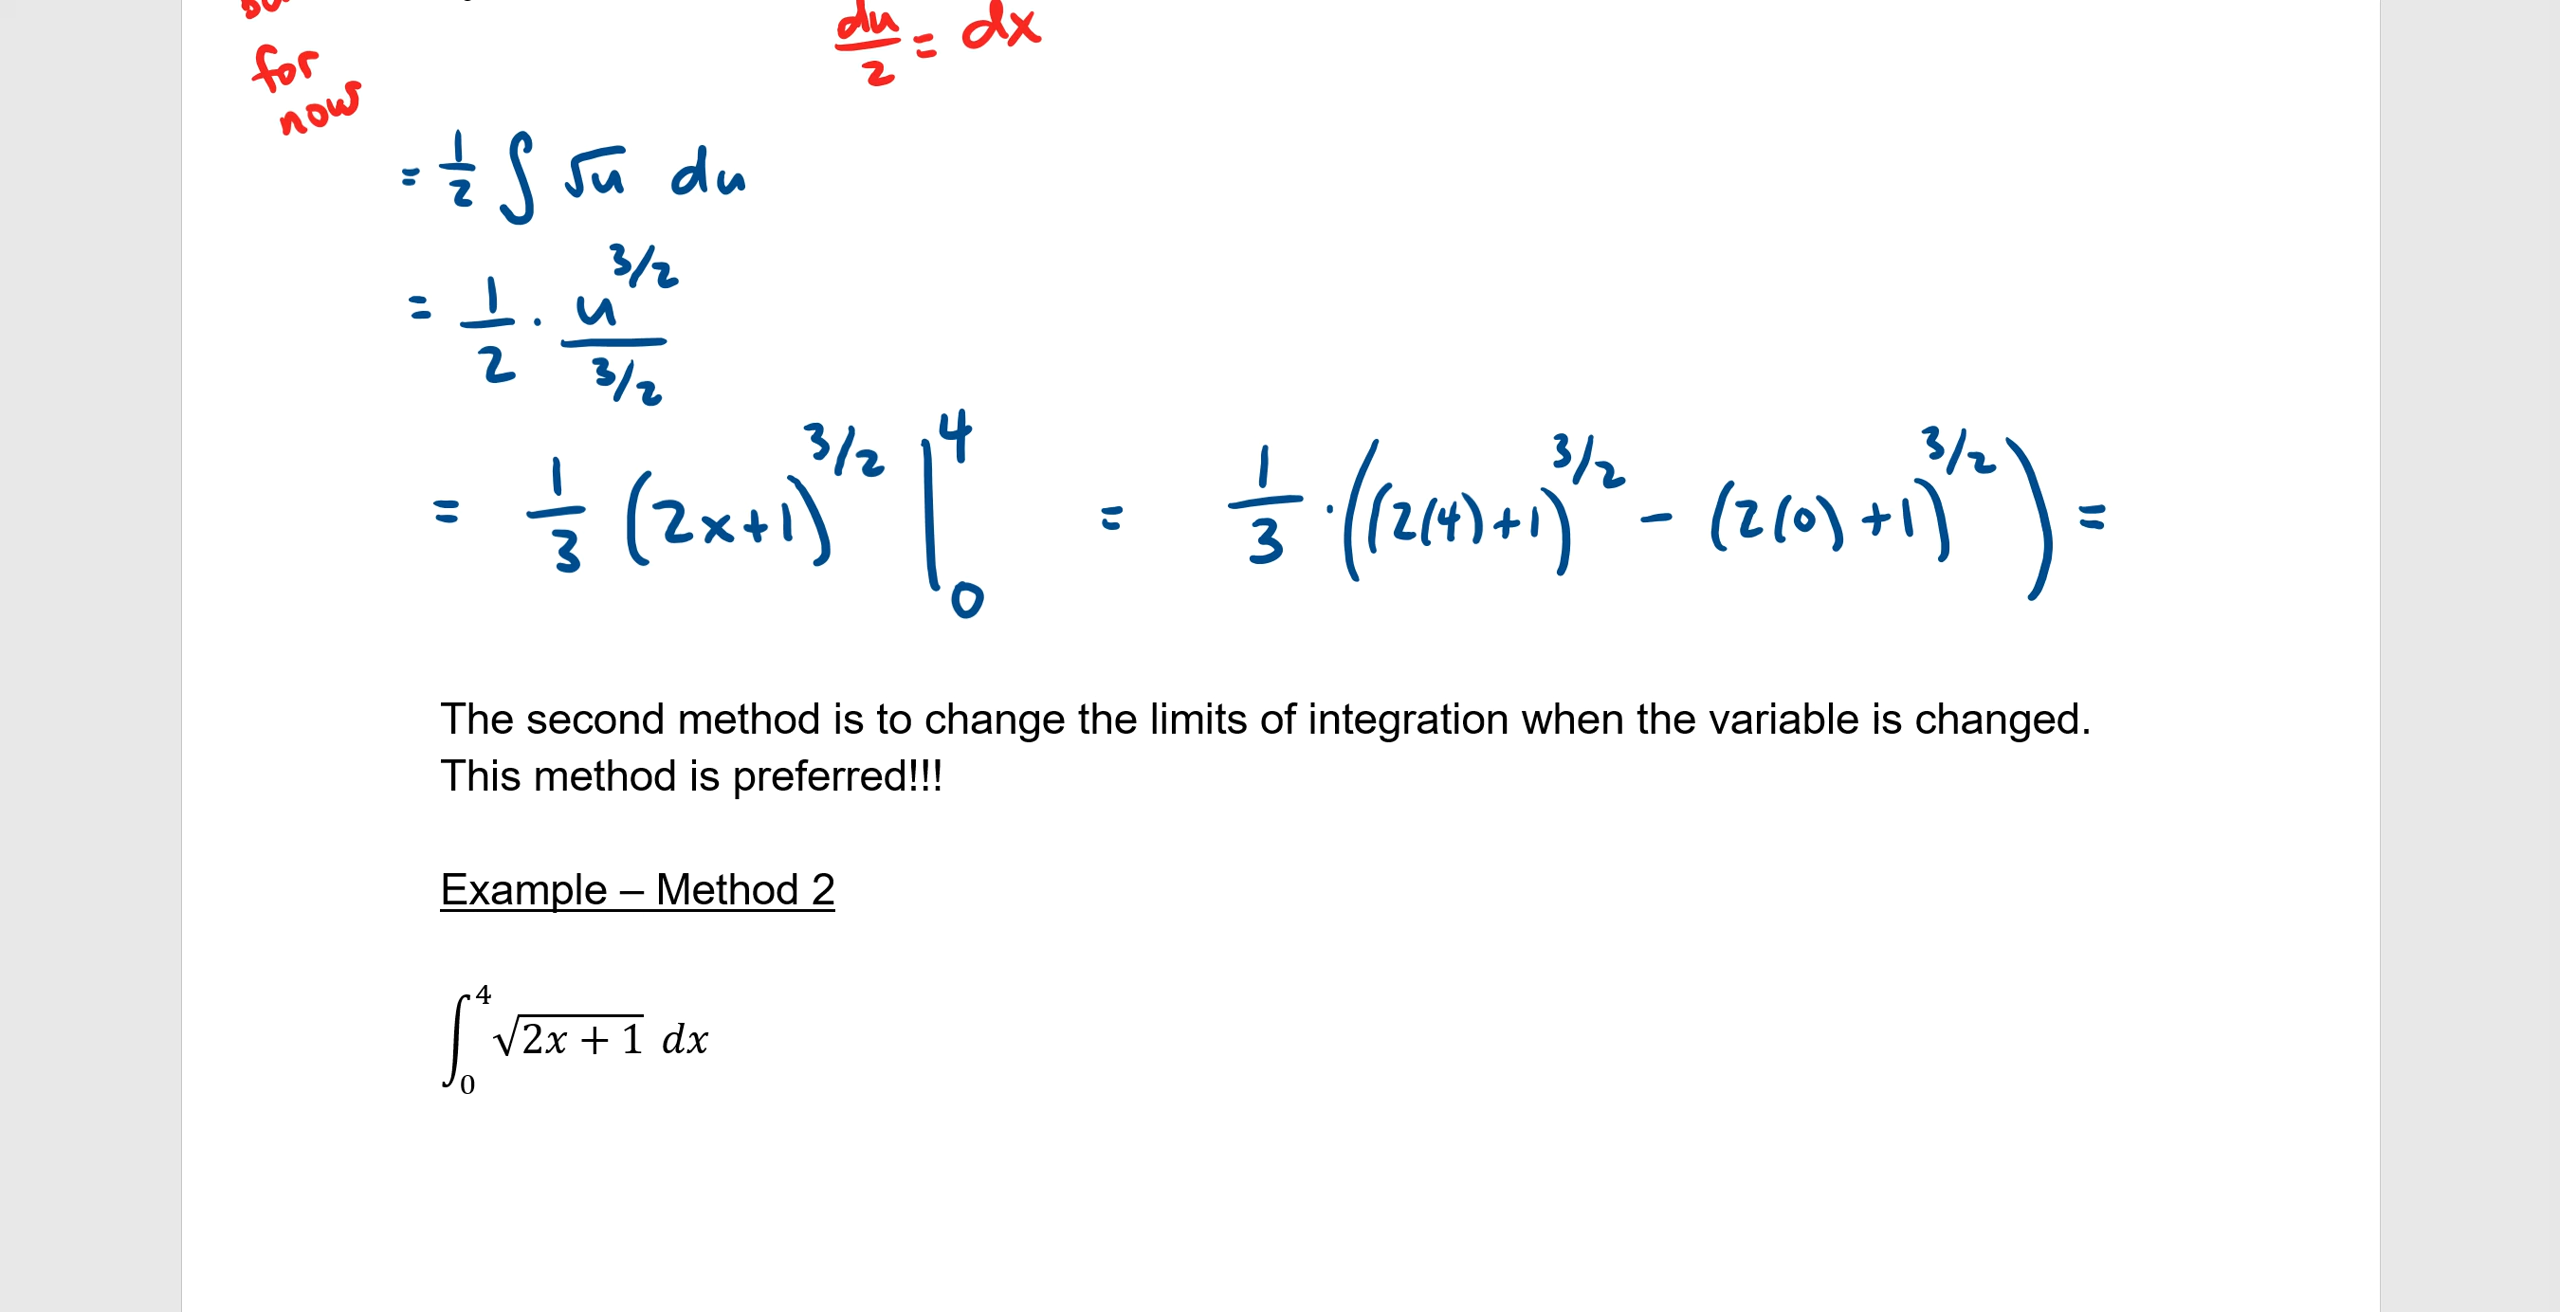 du/2 = dx
for
now
= 1/2 ∫ √u du
= 1/2 · u^(3/2) / (3/2)
= 1/3 (2x+1)^(3/2) |_0^4 = 1/3 · ((2(4)+1)^(3/2) − (2(0)+1)^(3/2)) =
The second method is to change the limits of integration when the variable is changed.
This method is preferred!!!
Example – Method 2
∫_0^4 √(2x + 1) dx